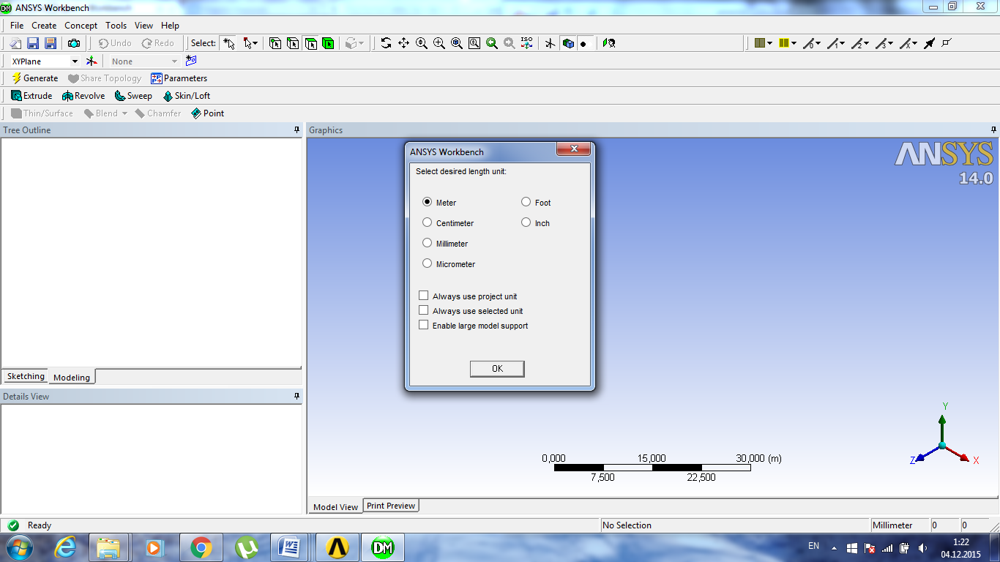 ANSYS Workbench
File Create Concept Tools View Help
Undo Redo Select: ISO
XYPlane None
Generate Share Topology Parameters
Extrude Revolve Sweep Skin/Loft
Thin/Surface Blend Chamfer Point
Tree Outline
Graphics
ANSYS
14.0
ANSYS Workbench
Select desired length unit:
Meter Foot
Centimeter Inch
Millimeter
Micrometer
Always use project unit
Always use selected unit
Enable large model support
OK
Sketching Modeling
Details View
Y
Z X
0,000 15,000 30,000 (m)
7,500 22,500
Model View Print Preview
Ready No Selection Millimeter 0 0
DM EN 1:22
04.12.2015